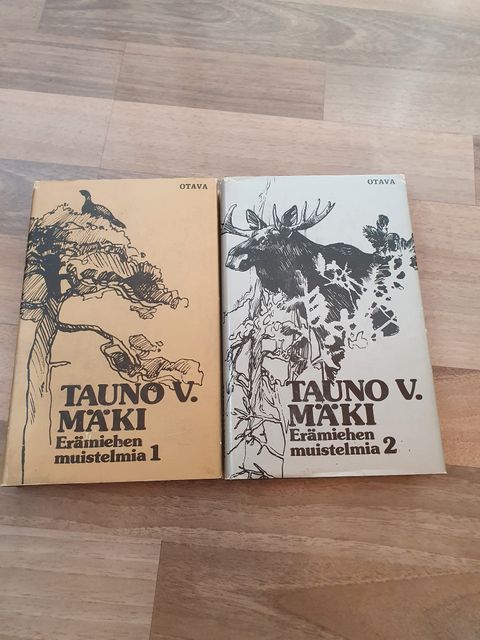 OTAVA
TAUNO V.
MÄKI
Erämiehen
muistelmia 1
OTAVA
TAUNO V.
MÄKI
Erämiehen
muistelmia 2